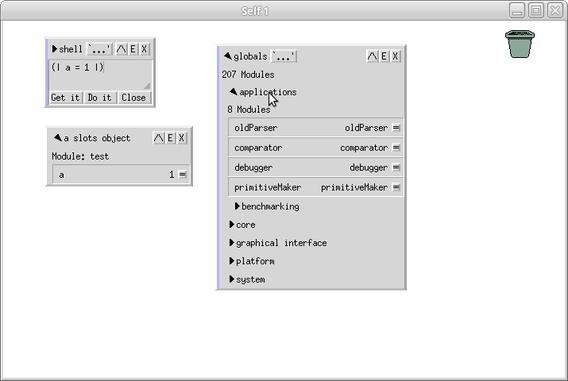 Self 1
shell '...' E X
(| a = 1 |)
Get it Do it Close
a slots object E X
Module: test
a 1
globals '...' E X
207 Modules
applications
8 Modules
oldParser oldParser
comparator comparator
debugger debugger
primitiveMaker primitiveMaker
benchmarking
core
graphical interface
platform
system